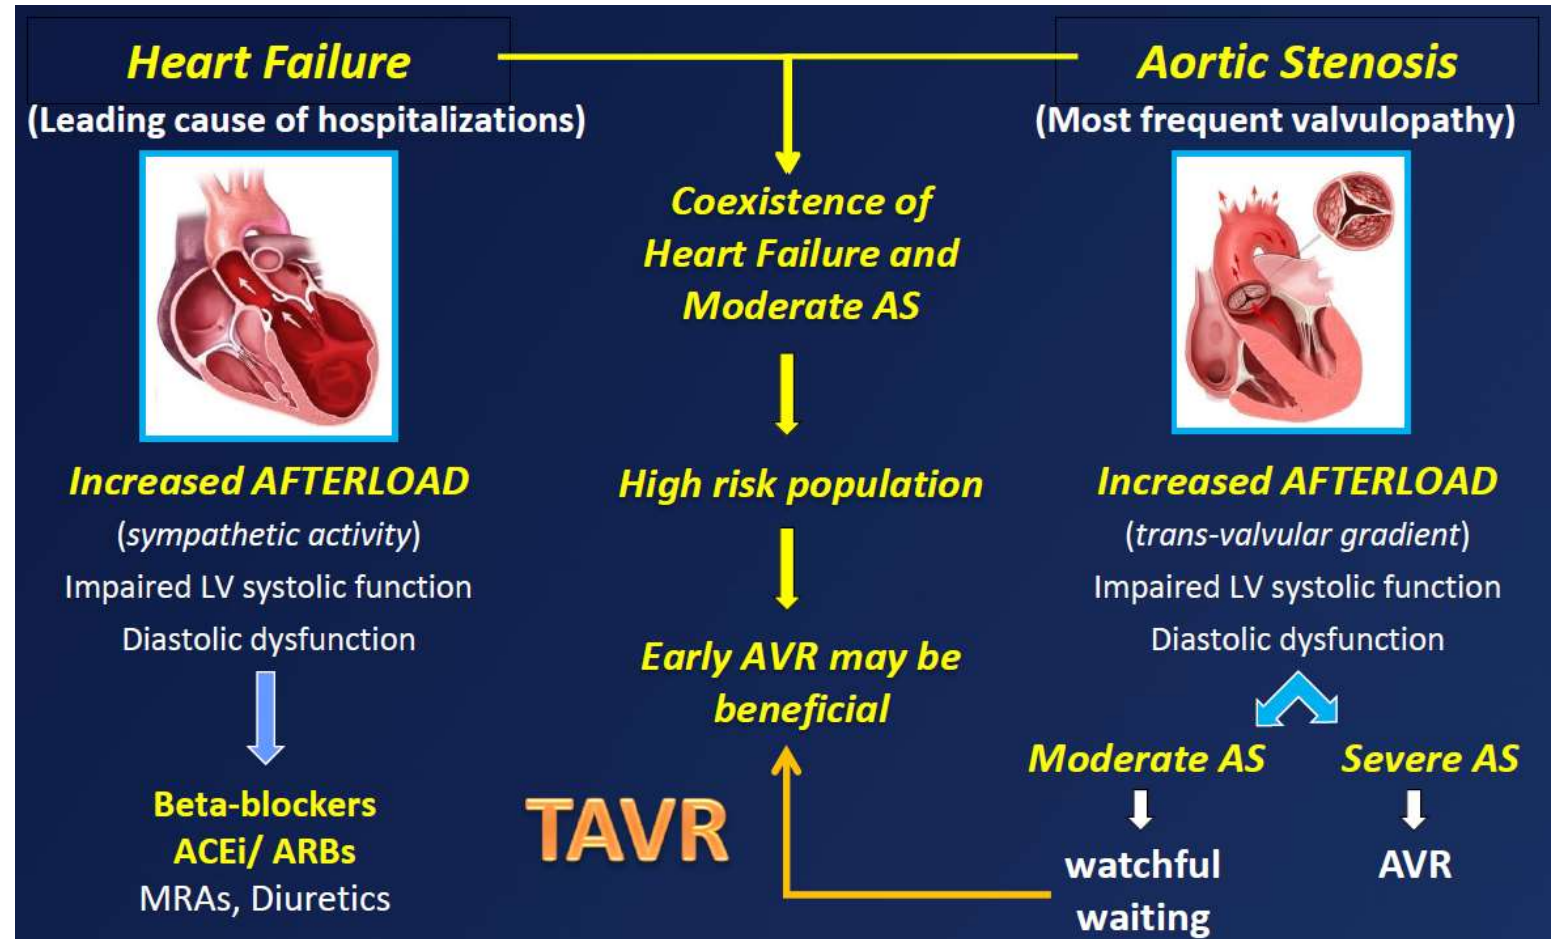 Heart Failure
(Leading cause of hospitalizations)
Increased AFTERLOAD
(sympathetic activity)
Impaired LV systolic function
Diastolic dysfunction
Beta-blockers
ACEi/ ARBs
MRAs, Diuretics
Coexistence of
Heart Failure and
Moderate AS
High risk population
Early AVR may be
beneficial
TAVR
Aortic Stenosis
(Most frequent valvulopathy)
Increased AFTERLOAD
(trans-valvular gradient)
Impaired LV systolic function
Diastolic dysfunction
Moderate AS
watchful
waiting
Severe AS
AVR